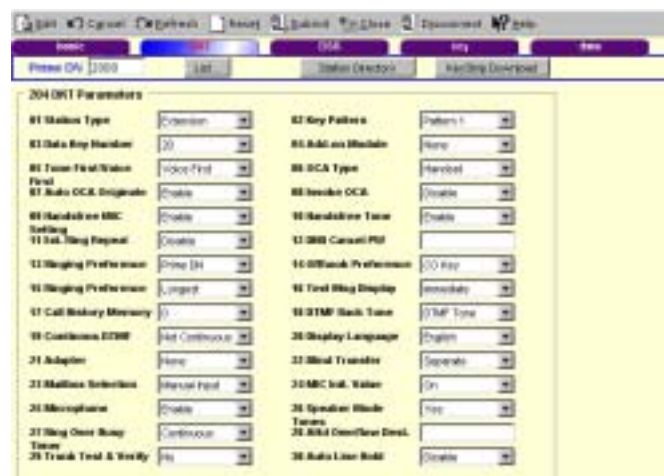 Edit Cancel Refresh Reset Submit Close Disconnect Help
basic DKT DSS key data
Prime DN 2000 List Station Directory KeyStrip Download
204 DKT Parameters
01 Station Type Extension 02 Key Pattern Pattern 1
03 Data Key Number 20 04 Add on Module None
05 Tone First/Voice First Voice First 06 OCA Type Handset
07 Auto OCA Originate Enable 08 Invoke OCA Disable
09 Handsfree MIC Setting Enable 10 Handsfree Tone Enable
11 Ring Repeat Disable 12 DND Cancel PW
13 Ringing Preference Prime DN 14 Offhook Preference CO Key
15 Ringing Preference Longest 16 Text Msg Display Immediate
17 Call History Memory 0 18 DTMF Back Tone DTMF Tone
19 Continuous DTMF Not Continuous 20 Display Language English
21 Adapter None 22 Blind Transfer Separate
23 Mailbox Selection Manual Input 24 MIC Init. Value On
25 Microphone Enable 26 Speaker Mode Tones Yes
27 Ring Over Busy Continuous 28 Overflow Dest.
29 Trunk Test & Verify No 30 Auto Line Hold Disable